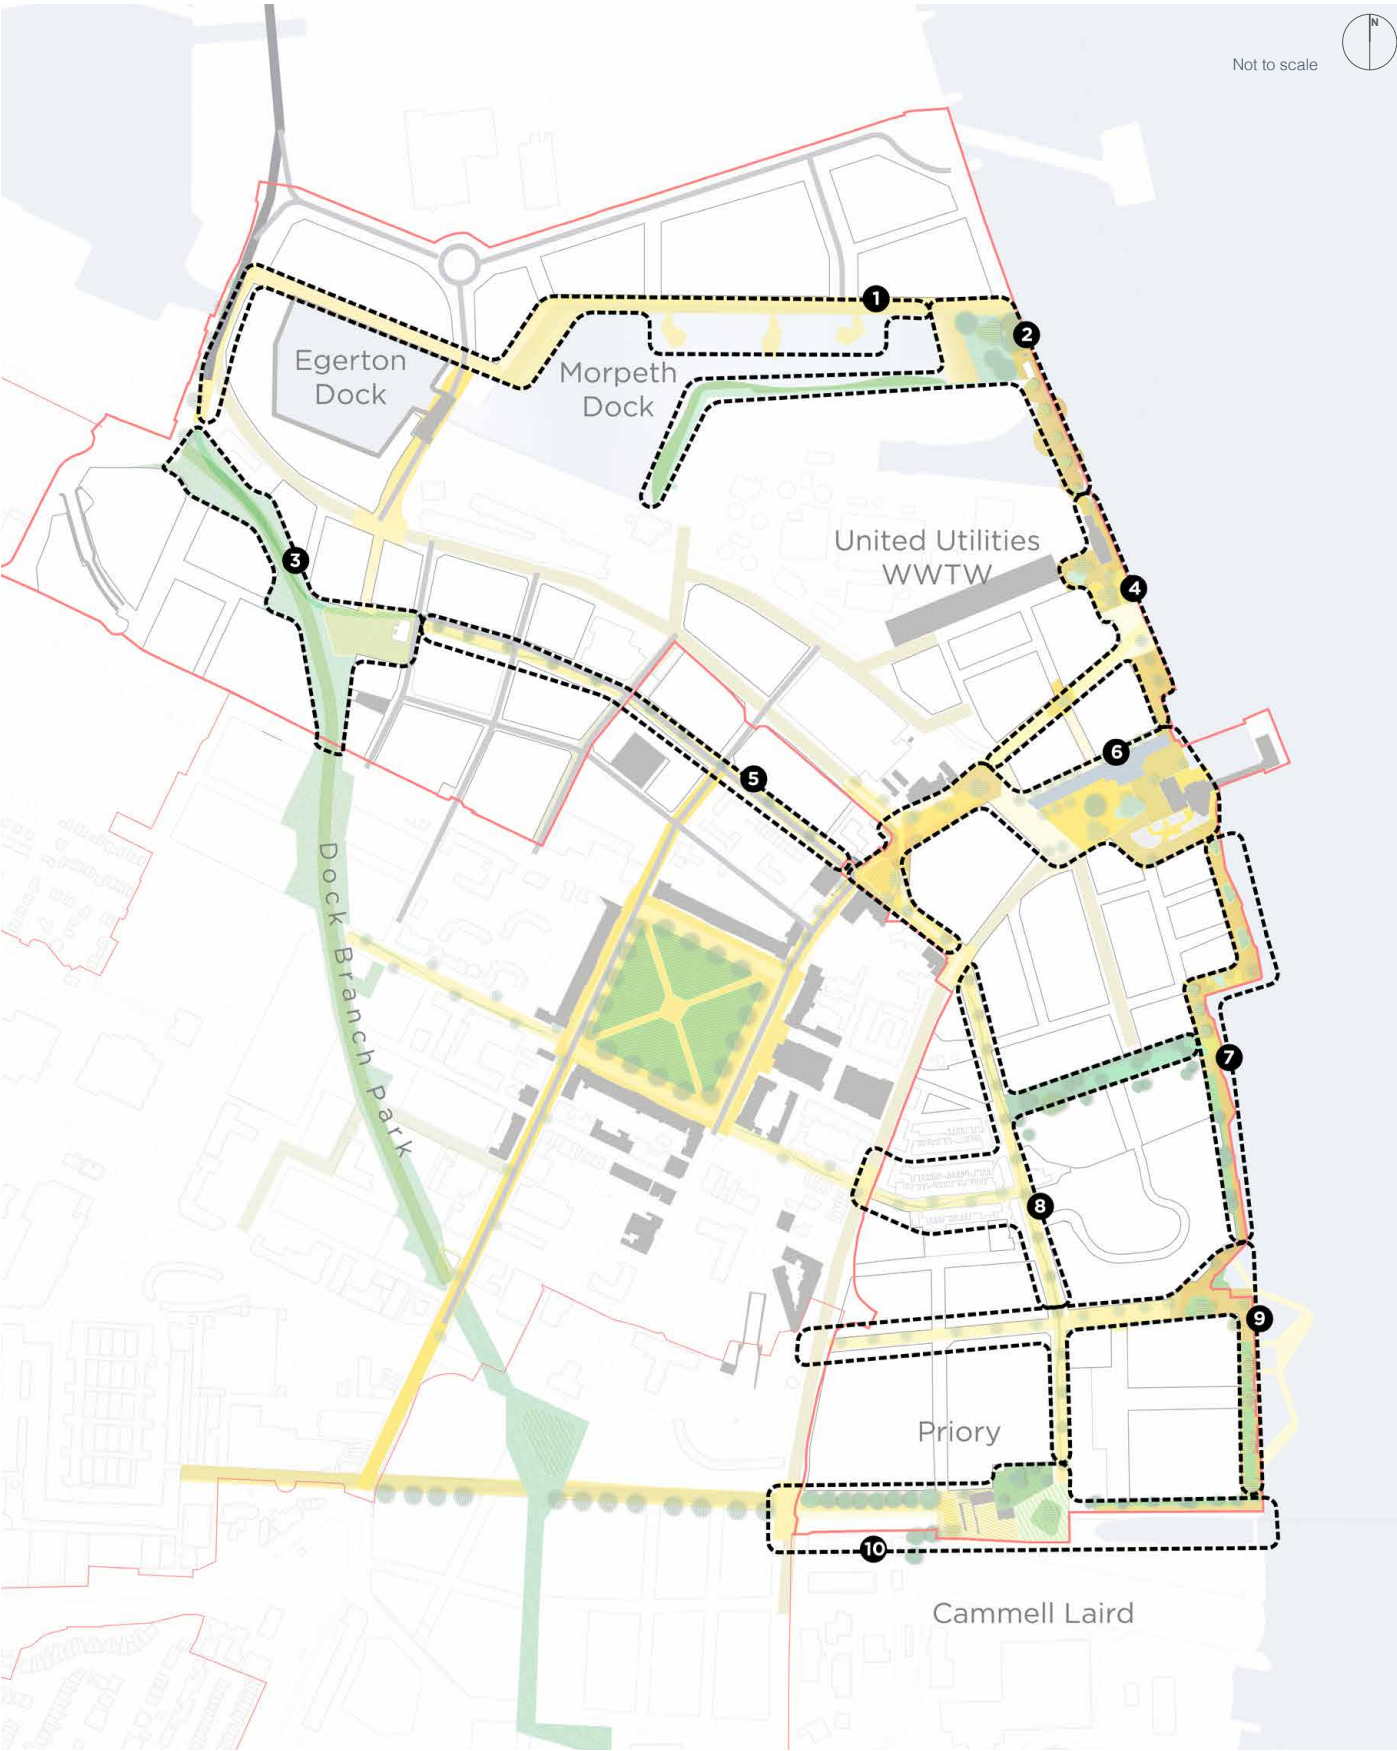 N
Not to scale
1
2
Egerton
Dock
Morpeth
Dock
United Utilities
WWTW
3
4
6
5
Dock Branch Park
7
8
9
Priory
10
Cammell Laird